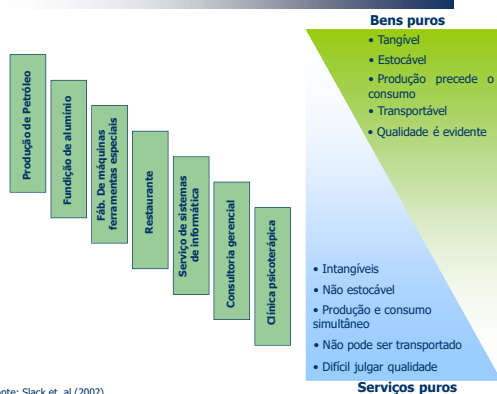 Bens puros
• Tangível
• Estocável
• Produção precede o
consumo
• Transportável
• Qualidade é evidente
Produção de Petróleo
Fundição de alumínio
Fáb. De máquinas
ferramentas especiais
Restaurante
Serviço de sistemas
de informática
Consultoria gerencial
Clínica psicoterápica
• Intangíveis
• Não estocável
• Produção e consumo
simultâneo
• Não pode ser transportado
• Difícil julgar qualidade
Serviços puros
nte: Slack et. al (2002)